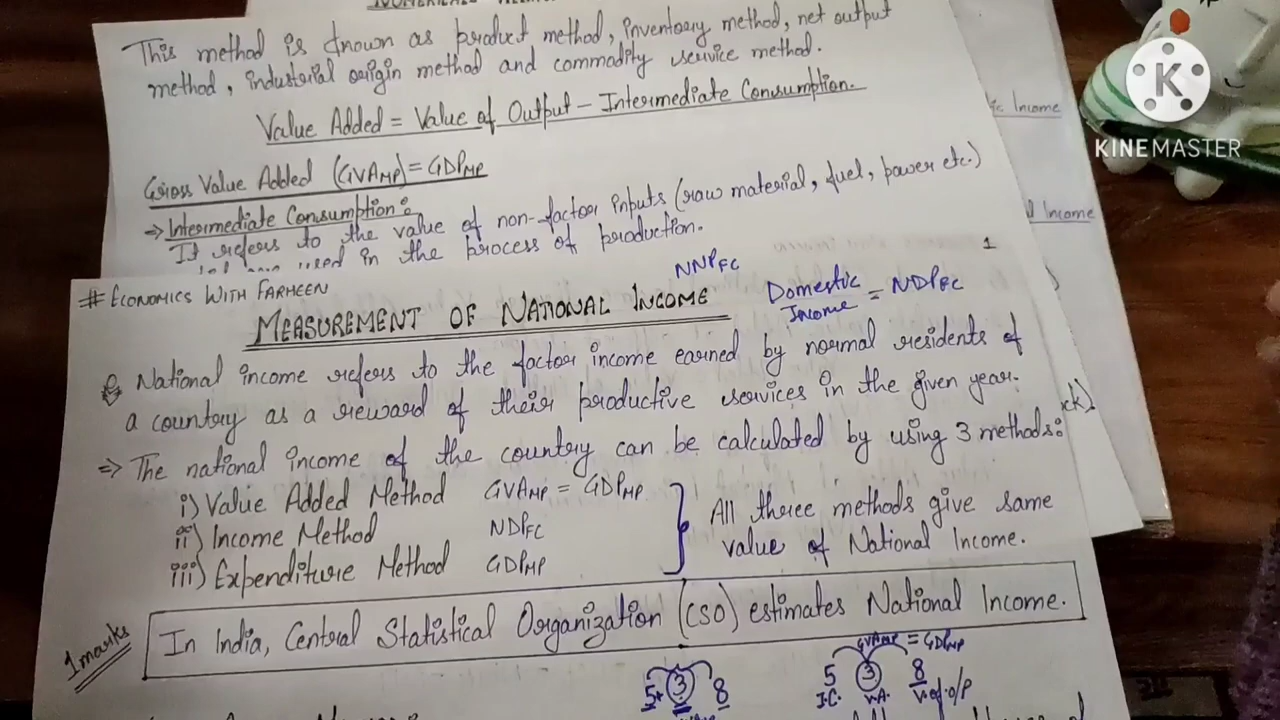 This method is known as product method, inventory method, net output
method, industrial origin method and commodity service method.
Value Added = Value of Output - Intermediate Consumption.
Gross Value Added (GVAMP) = GDPMP
⇒ Intermediate Consumption:
It refers to the value of non-factor inputs (raw material, fuel, power etc.)
used in the process of production.
1
# ECONOMICS WITH FARHEEN
NNPFC
MEASUREMENT OF NATIONAL INCOME
Domestic Income = NDPFC
National income refers to the factor income earned by normal residents of
a country as a reward of their productive services in the given year.
⇒ The national income of the country can be calculated by using 3 methods:
i) Value Added Method GVAMP = GDPMP
ii) Income Method NDPFC
iii) Expenditure Method GDPMP
All three methods give same
value of National Income.
1 marks
In India, Central Statistical Organization (CSO) estimates National Income.
GVAMP = GDPMP
5+ 3 8
5 3 8
I.C. V.A. V. of O/P
ic Income
l Income
ck)
K
KINEMASTER